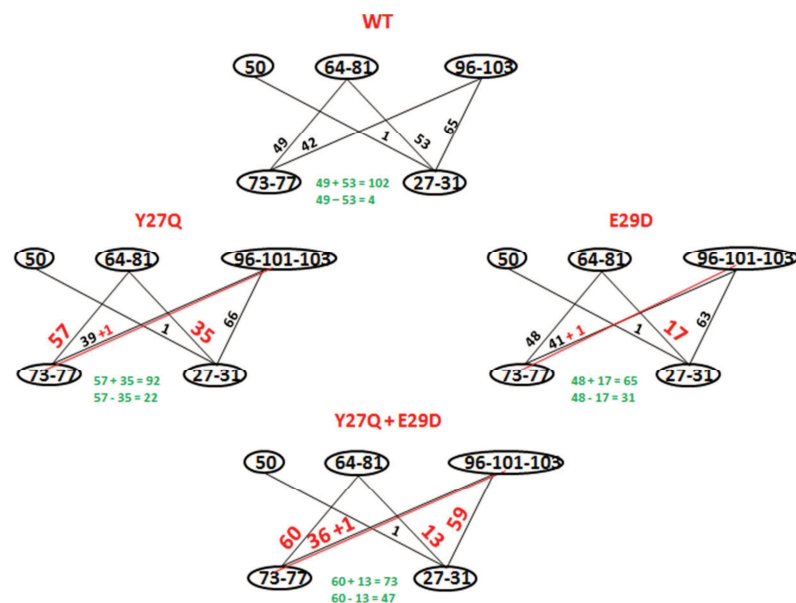 WT
50 64-81 96-103
49 42 1 53 65
73-77 27-31
49 + 53 = 102
49 – 53 = 4
Y27Q
50 64-81 96-101-103
57 39 +1 1 35 66
73-77 27-31
57 + 35 = 92
57 - 35 = 22
E29D
50 64-81 96-101-103
48 41 + 1 1 17 63
73-77 27-31
48 + 17 = 65
48 - 17 = 31
Y27Q + E29D
50 64-81 96-101-103
60 36 +1 1 13 59
73-77 27-31
60 + 13 = 73
60 - 13 = 47